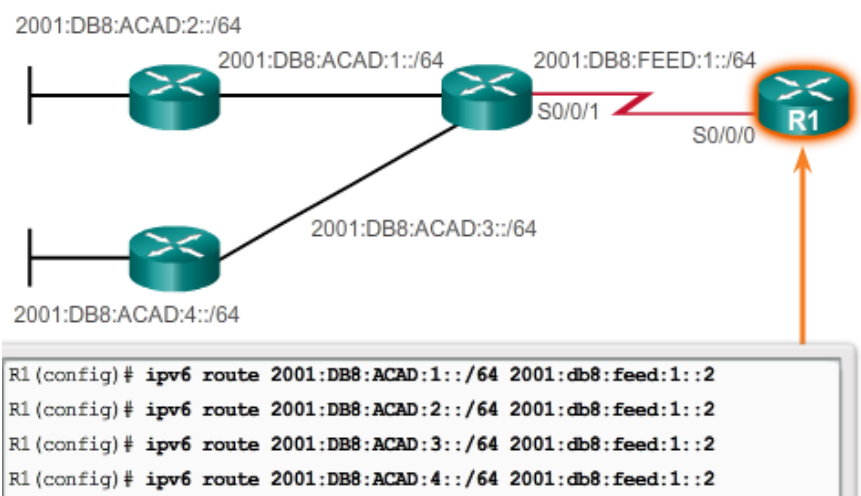 2001:DB8:ACAD:2::/64
2001:DB8:ACAD:1::/64
2001:DB8:FEED:1::/64
S0/0/1
R1
S0/0/0
2001:DB8:ACAD:3::/64
2001:DB8:ACAD:4::/64
R1(config)# ipv6 route 2001:DB8:ACAD:1::/64 2001:db8:feed:1::2
R1(config)# ipv6 route 2001:DB8:ACAD:2::/64 2001:db8:feed:1::2
R1(config)# ipv6 route 2001:DB8:ACAD:3::/64 2001:db8:feed:1::2
R1(config)# ipv6 route 2001:DB8:ACAD:4::/64 2001:db8:feed:1::2